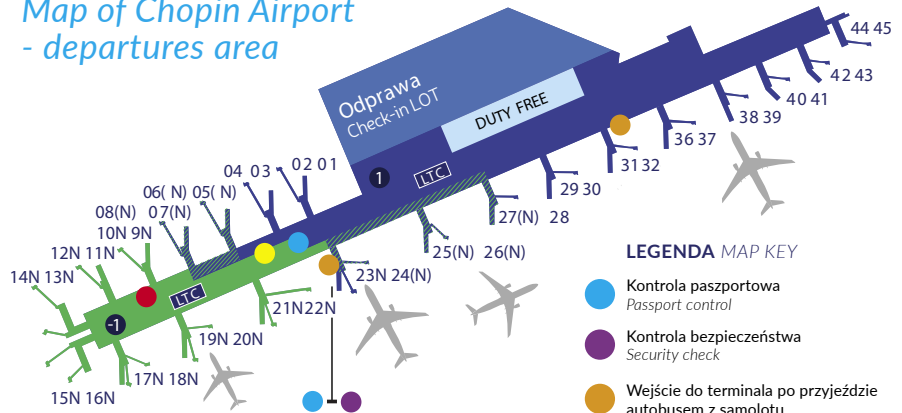 Map of Chopin Airport
- departures area
Odprawa
Check-in LOT
DUTY FREE
44 45
42 43
40 41
38 39
36 37
31 32
29 30
28
27(N)
26(N)
25(N)
1
LTC
02 01
04 03
06( N) 05( N)
08(N) 07(N)
10N 9N
12N 11N
14N 13N
-1
LTC
23N 24(N)
21N22N
19N 20N
17N 18N
15N 16N
LEGENDA MAP KEY
Kontrola paszportowa
Passport control
Kontrola bezpieczeństwa
Security check
Wejście do terminala po przyjeździe
autobusem z samolotu